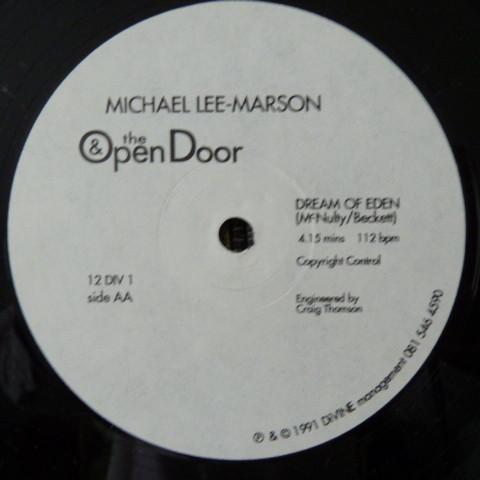 MICHAEL LEE-MARSON
& the Open Door
DREAM OF EDEN
(McNulty/Beckett)
4.15 mins 112 bpm
Copyright Control
12 DIV 1
side AA
Engineered by
Craig Thomson
℗ & © 1991 DiVINE management 081 546 4590